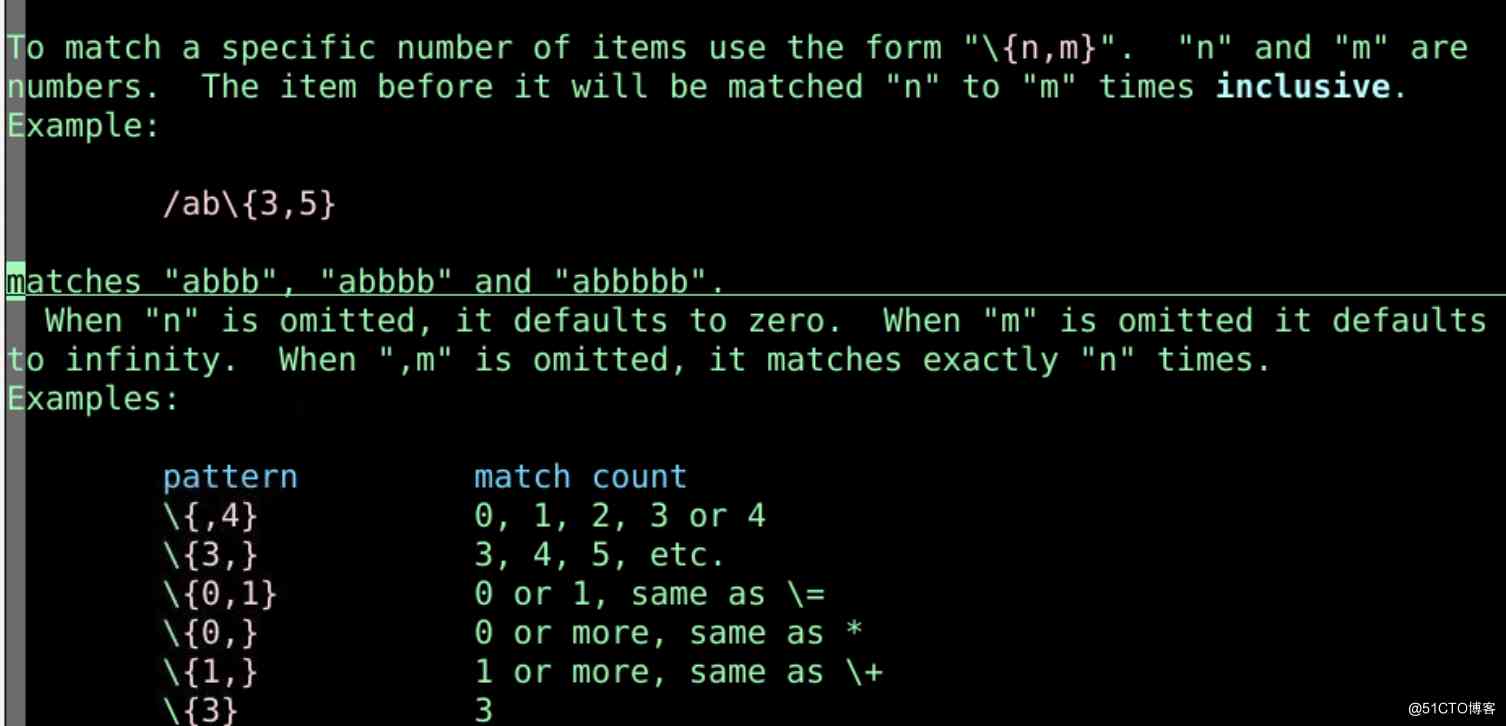 To match a specific number of items use the form "\{n,m}".  "n" and "m" are
numbers.  The item before it will be matched "n" to "m" times inclusive.
Example:
/ab\{3,5}
matches "abbb", "abbbb" and "abbbbb".
When "n" is omitted, it defaults to zero.  When "m" is omitted it defaults
to infinity.  When ",m" is omitted, it matches exactly "n" times.
Examples:
pattern         match count
\{,4}           0, 1, 2, 3 or 4
\{3,}           3, 4, 5, etc.
\{0,1}          0 or 1, same as \=
\{0,}           0 or more, same as *
\{1,}           1 or more, same as \+
\{3}            3
@51CTO博客